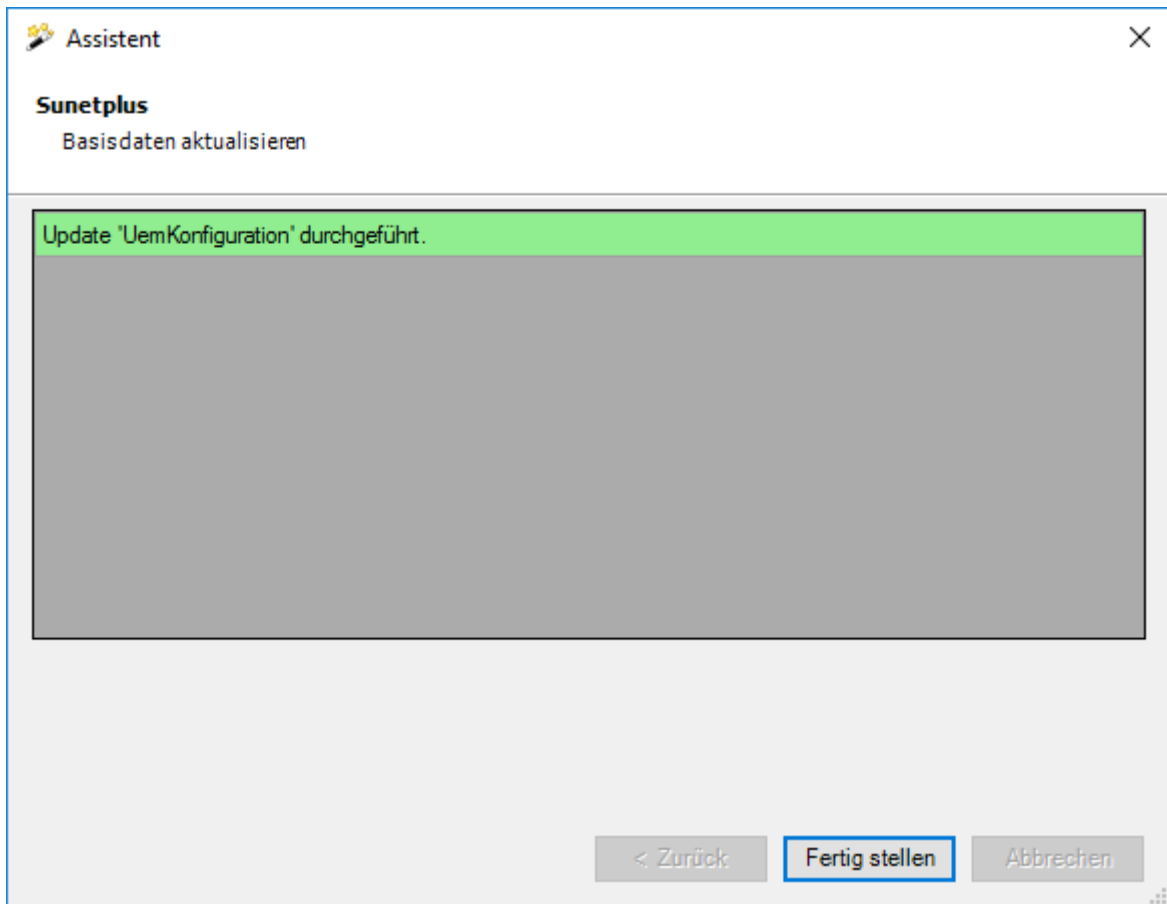 Assistent
Sunetplus
Basisdaten aktualisieren
Update 'UemKonfiguration' durchgeführt.
< Zurück
Fertig stellen
Abbrechen